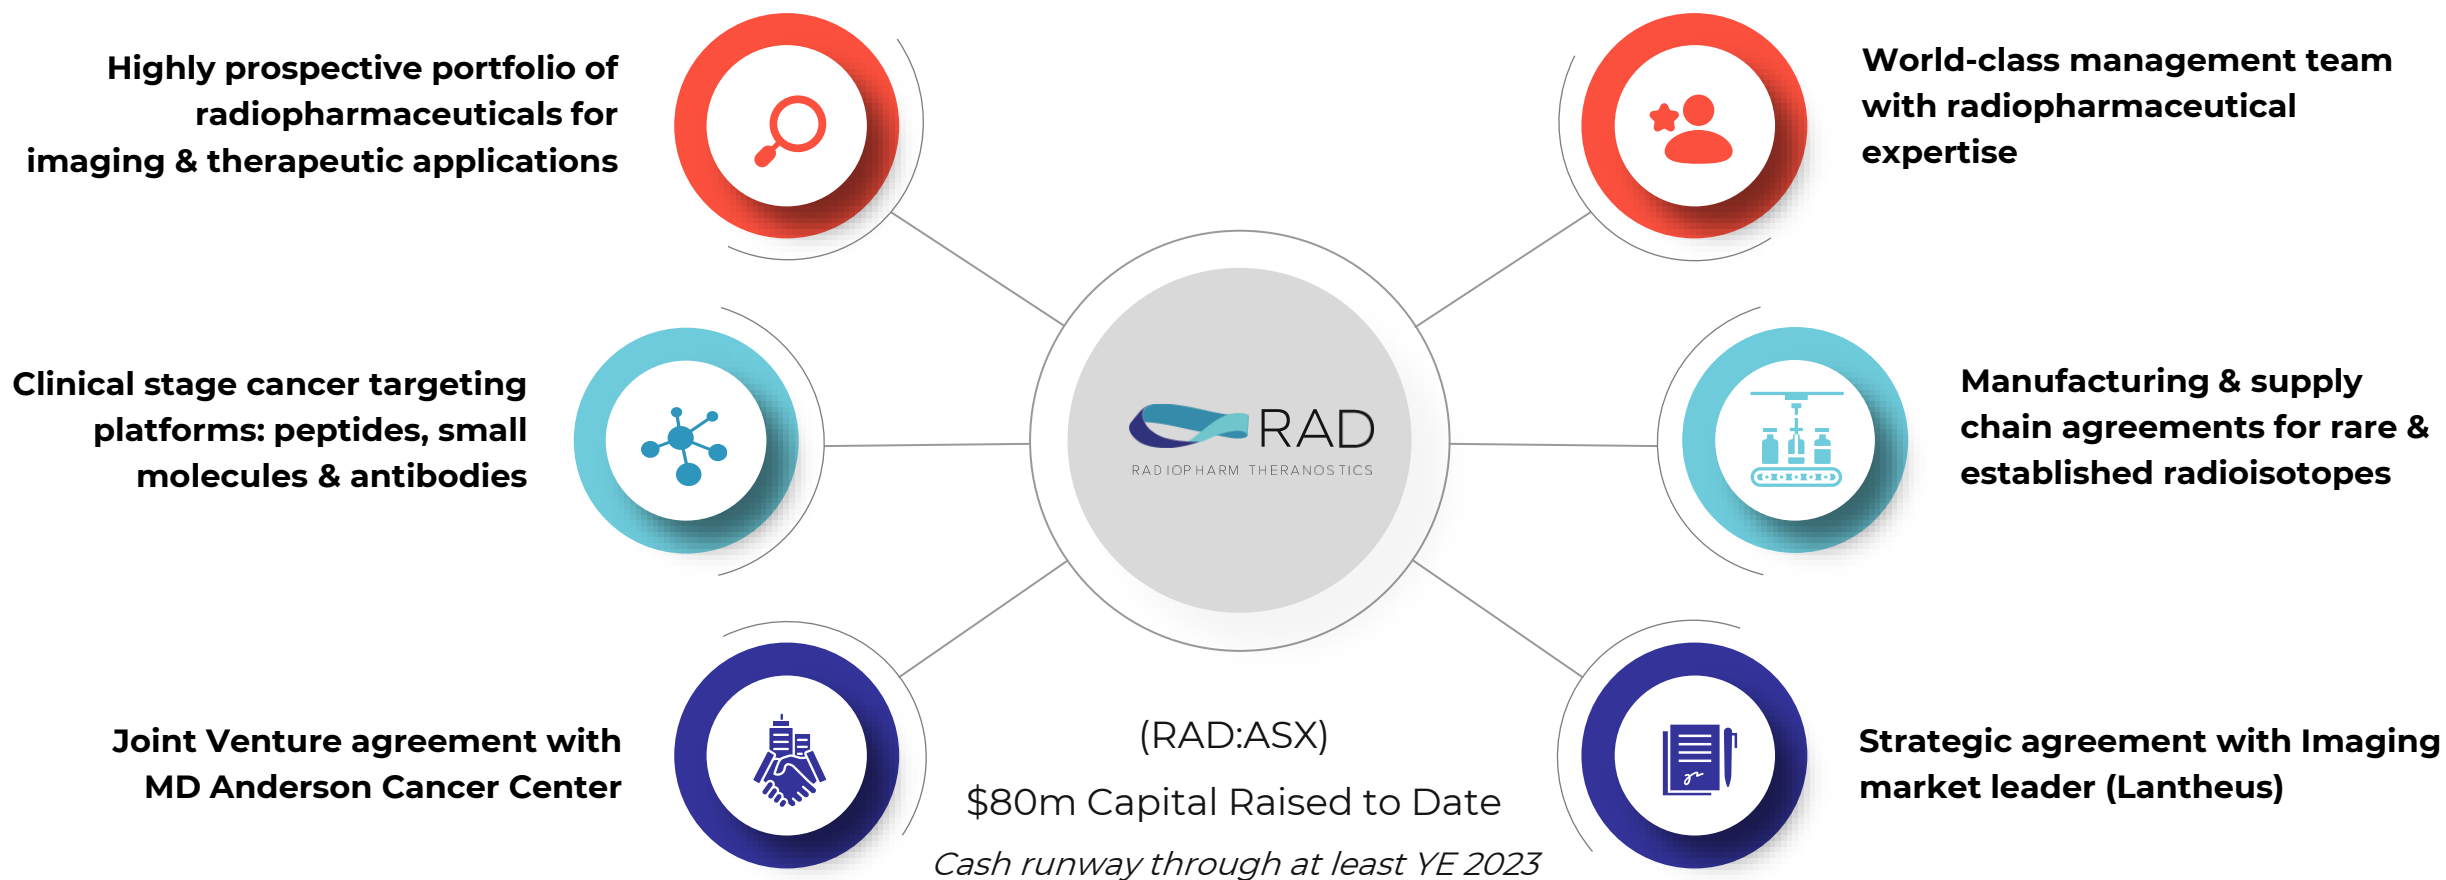 Highly prospective portfolio of
radiopharmaceuticals for
imaging & therapeutic applications
World-class management team
with radiopharmaceutical
expertise
Clinical stage cancer targeting
platforms: peptides, small
molecules & antibodies
RAD
RADIOPHARM THERANOSTICS
Manufacturing & supply
chain agreements for rare &
established radioisotopes
Joint Venture agreement with
MD Anderson Cancer Center
(RAD:ASX)
$80m Capital Raised to Date
Cash runway through at least YE 2023
Strategic agreement with Imaging
market leader (Lantheus)